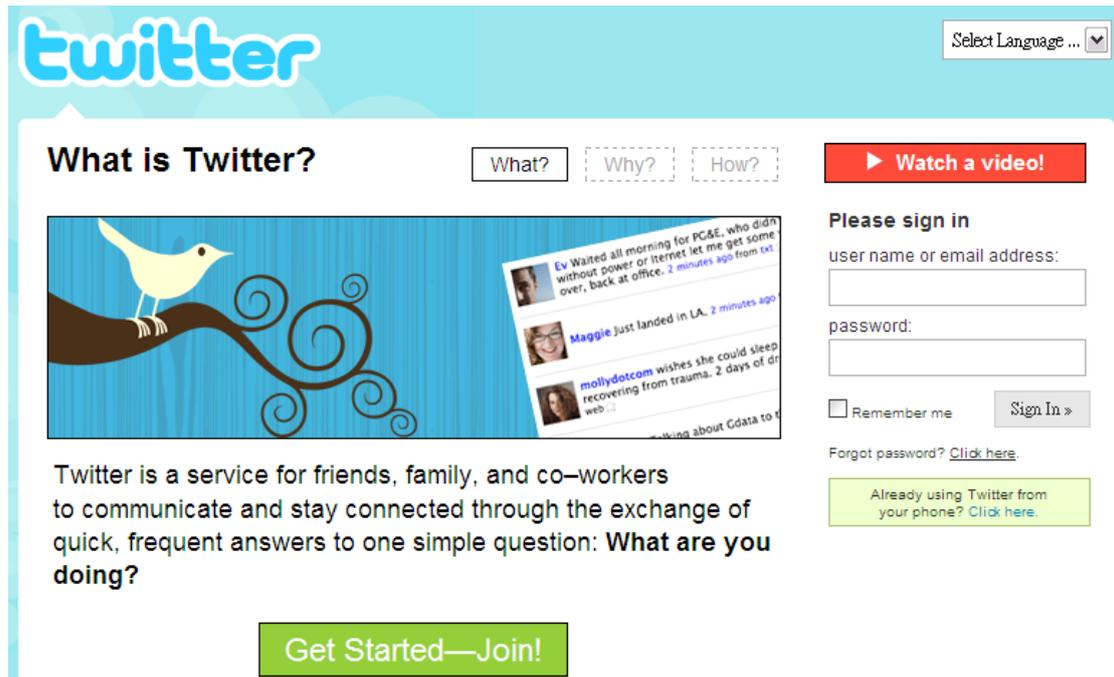 twitter
Select Language ...
What is Twitter?
What?
Why?
How?
Ev Waited all morning for PG&E, who didn
without power or Iternet let me get some
over, back at office. 2 minutes ago from txt
Maggie Just landed in LA. 2 minutes ago
mollydotcom wishes she could sleep
recovering from trauma. 2 days of dr
web
Talking about Gdata to t
Twitter is a service for friends, family, and co–workers
to communicate and stay connected through the exchange of
quick, frequent answers to one simple question: What are you
doing?
Get Started—Join!
Watch a video!
Please sign in
user name or email address:
password:
Remember me
Sign In »
Forgot password? Click here.
Already using Twitter from
your phone? Click here.